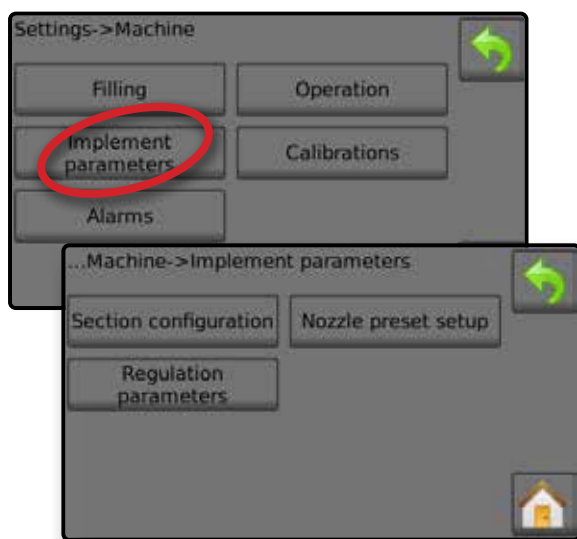 Settings->Machine
Filling
Operation
Implement
parameters
Calibrations
Alarms
...Machine->Implement parameters
Section configuration
Nozzle preset setup
Regulation
parameters